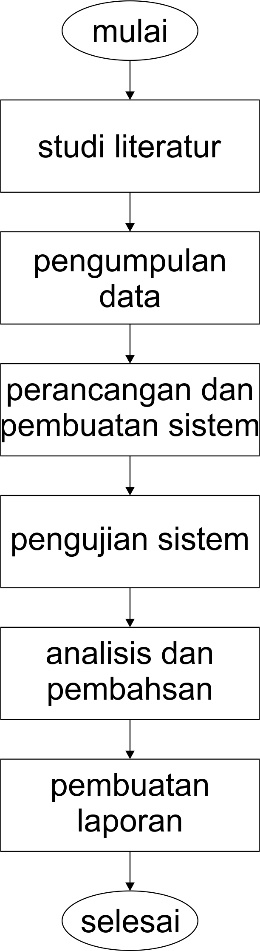 mulai
studi literatur
pengumpulan
data
perancangan dan
pembuatan sistem
pengujian sistem
analisis dan
pembahsan
pembuatan
laporan
selesai